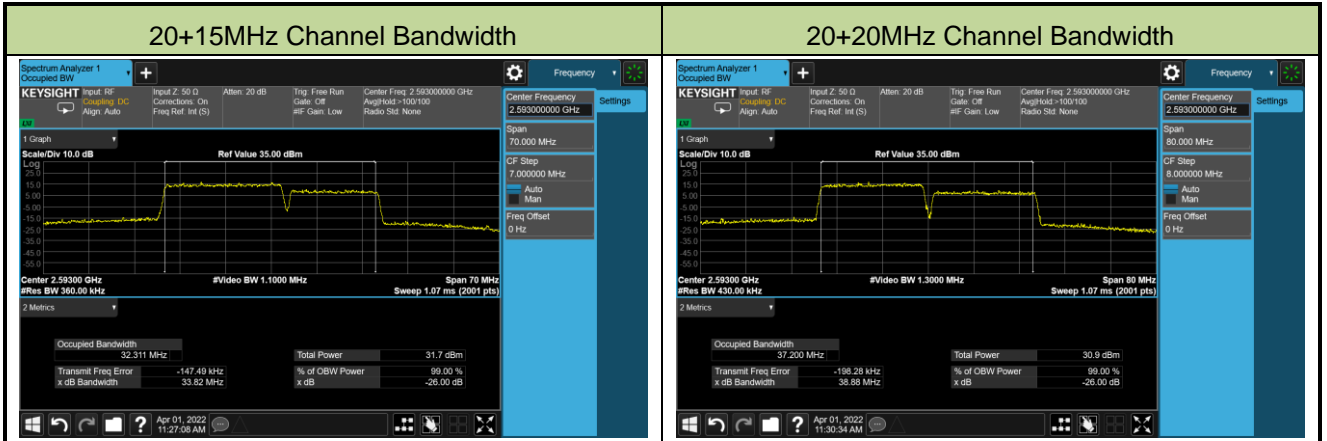 20+15MHz Channel Bandwidth
Spectrum Analyzer 1
Occupied BW
Frequency
KEYSIGHT
Input: RF
Coupling: DC
Align: Auto
Input Z: 50 Ω
Corrections: On
Freq Ref: Int (S)
Atten: 20 dB
Trig: Free Run
Gate: Off
#IF Gain: Low
Center Freq: 2.593000000 GHz
Avg|Hold:>100/100
Radio Std: None
Center Frequency
2.593000000 GHz
Settings
Span
70.000 MHz
CF Step
7.000000 MHz
Auto
Man
Freq Offset
0 Hz
1 Graph
Scale/Div 10.0 dB
Ref Value 35.00 dBm
Log
25.0
15.0
5.00
-5.00
-15.0
-25.0
-35.0
-45.0
-55.0
Center 2.59300 GHz
#Video BW 1.1000 MHz
Span 70 MHz
#Res BW 360.00 kHz
Sweep 1.07 ms (2001 pts)
2 Metrics
Occupied Bandwidth
32.311 MHz
Total Power 31.7 dBm
Transmit Freq Error -147.49 kHz
% of OBW Power 99.00 %
x dB Bandwidth 33.82 MHz
x dB -26.00 dB
?
Apr 01, 2022
11:27:08 AM
20+20MHz Channel Bandwidth
Spectrum Analyzer 1
Occupied BW
Frequency
KEYSIGHT
Input: RF
Coupling: DC
Align: Auto
Input Z: 50 Ω
Corrections: On
Freq Ref: Int (S)
Atten: 20 dB
Trig: Free Run
Gate: Off
#IF Gain: Low
Center Freq: 2.593000000 GHz
Avg|Hold:>100/100
Radio Std: None
Center Frequency
2.593000000 GHz
Settings
Span
80.000 MHz
CF Step
8.000000 MHz
Auto
Man
Freq Offset
0 Hz
1 Graph
Scale/Div 10.0 dB
Ref Value 35.00 dBm
Log
25.0
15.0
5.00
-5.00
-15.0
-25.0
-35.0
-45.0
-55.0
Center 2.59300 GHz
#Video BW 1.3000 MHz
Span 80 MHz
#Res BW 430.00 kHz
Sweep 1.07 ms (2001 pts)
2 Metrics
Occupied Bandwidth
37.200 MHz
Total Power 30.9 dBm
Transmit Freq Error -198.28 kHz
% of OBW Power 99.00 %
x dB Bandwidth 38.88 MHz
x dB -26.00 dB
?
Apr 01, 2022
11:30:34 AM